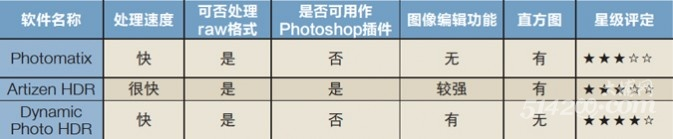 软件名称 处理速度 可否处理raw格式 是否可用作Photoshop插件 图像编辑功能 直方图 星级评定
Photomatix 快 是 否 无 有 ★★★☆☆
Artizen HDR 很快 是 是 较强 有 ★★★☆☆
Dynamic Photo HDR 快 是 否 有 无 ★★★★☆